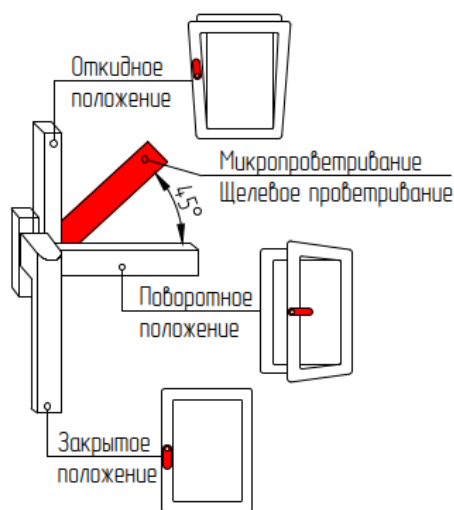 Откидное
положение
Микропроветривание
Щелевое проветривание
45°
Поворотное
положение
Закрытое
положение